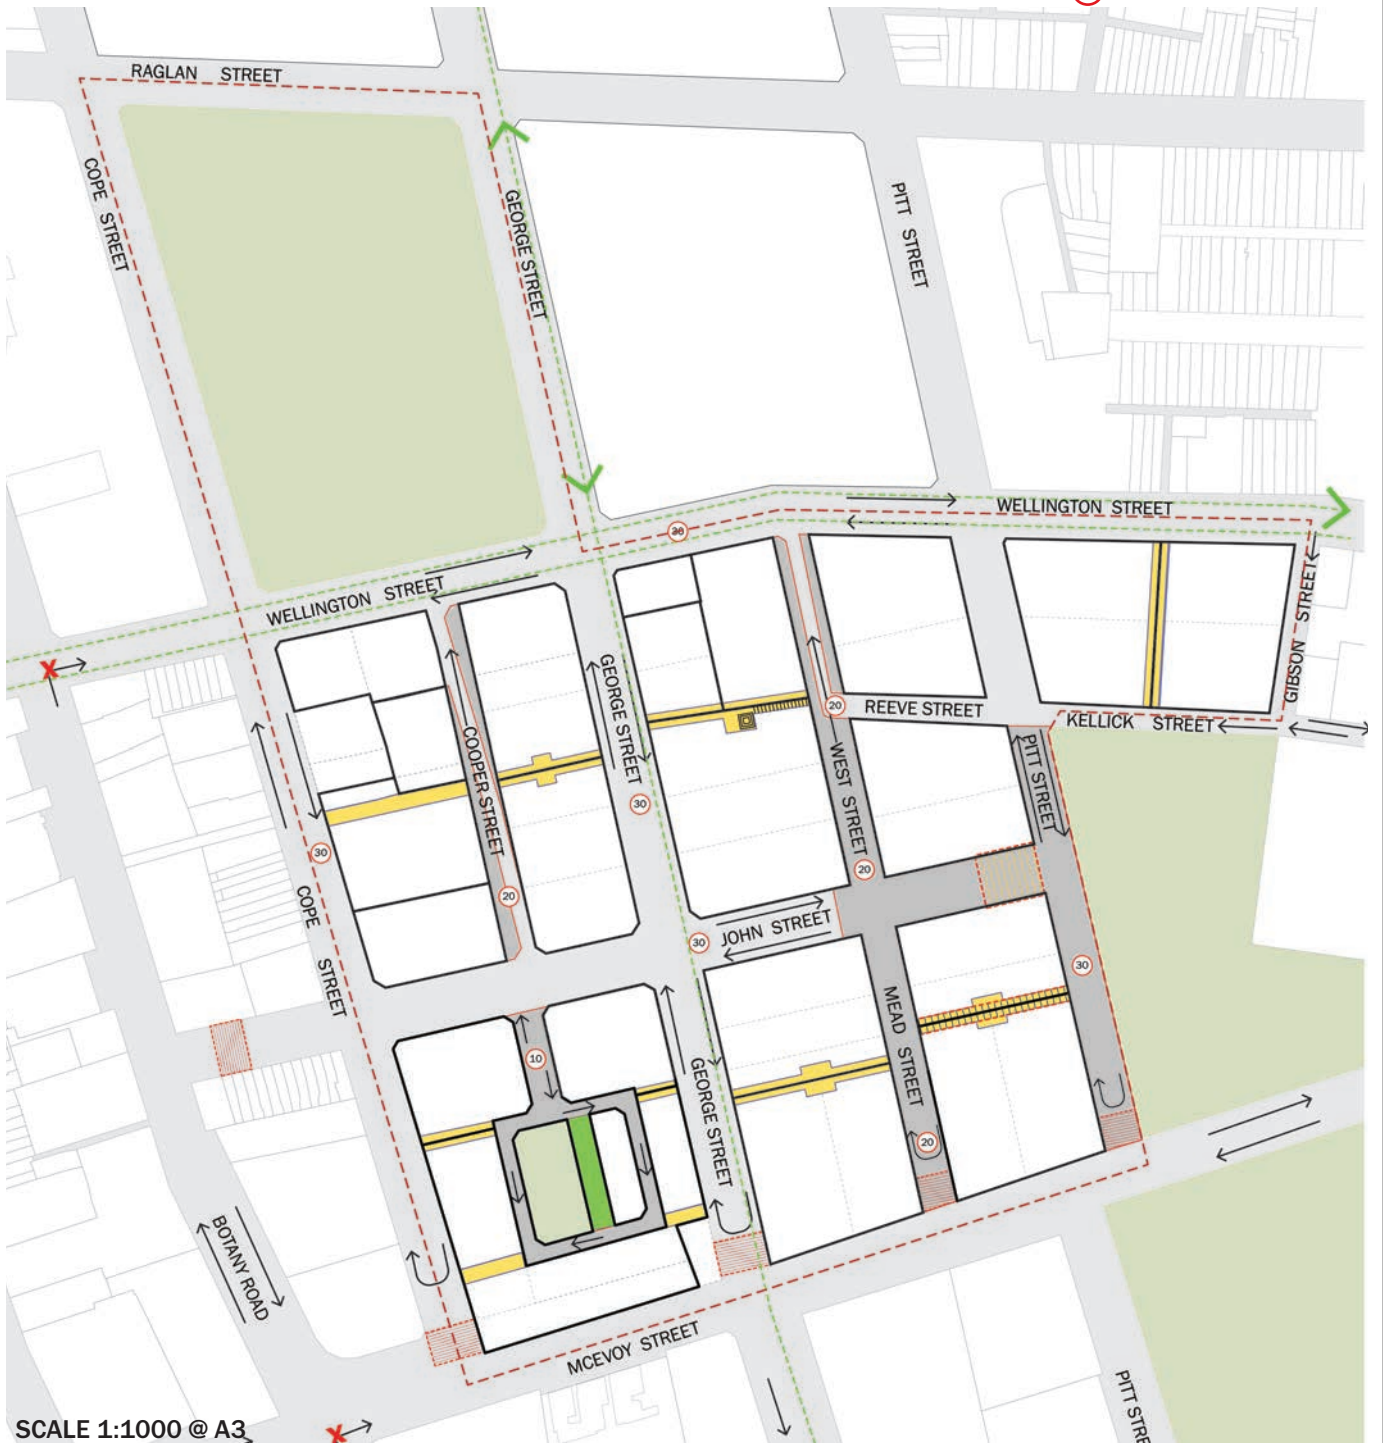 RAGLAN STREET
COPE STREET
GEORGE STREET
PITT STREET
WELLINGTON STREET
30
WELLINGTON STREET
GIBSON STREET
GEORGE STREET
20
REEVE STREET
KELLICK STREET
COOPER STREET
WEST STREET
PITT STREET
30
30
20
20
COPE STREET
30
JOHN STREET
30
MEAD STREET
10
GEORGE STREET
20
BOTANY ROAD
MCEVOY STREET
PITT STRE
SCALE 1:1000 @ A3